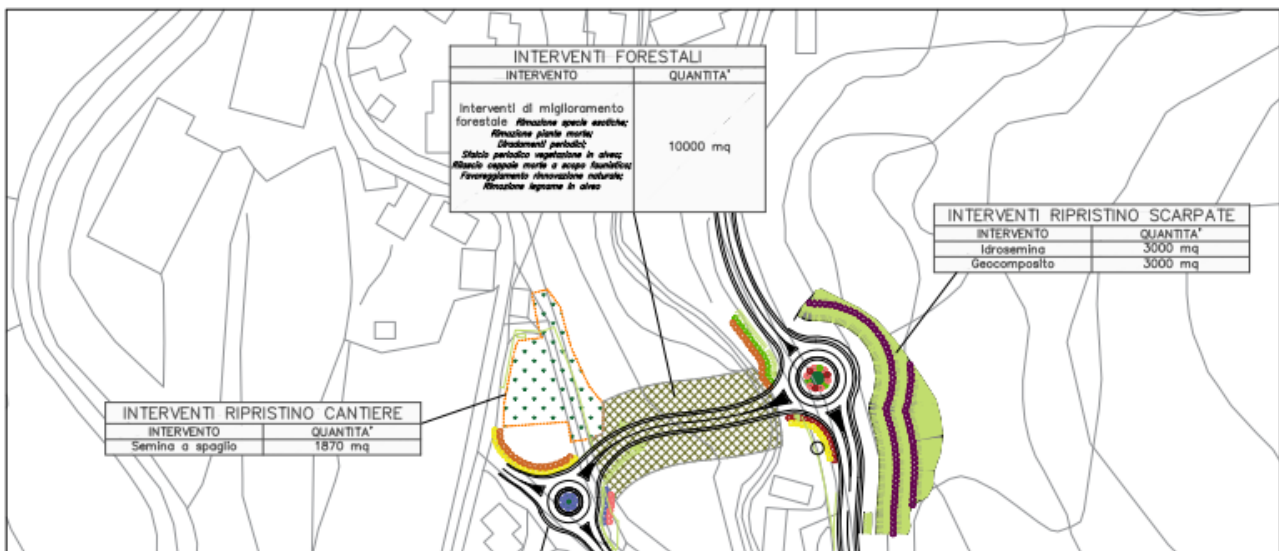 INTERVENTI FORESTALI
INTERVENTO QUANTITA'
Interventi di miglioramento
forestale Rimozione specie esotiche;
Rimozione piante morte;
Diradamenti periodici;
Sfalcio periodico vegetazione in alveo;
Rilascio ceppaie morte a scopo faunistico;
Favoreggiamento rinnovazione naturale;
Rimozione legname in alveo
10000 mq
INTERVENTI RIPRISTINO SCARPATE
INTERVENTO QUANTITA'
Idrosemina 3000 mq
Geocomposito 3000 mq
INTERVENTI RIPRISTINO CANTIERE
INTERVENTO QUANTITA'
Semina a spaglio 1870 mq